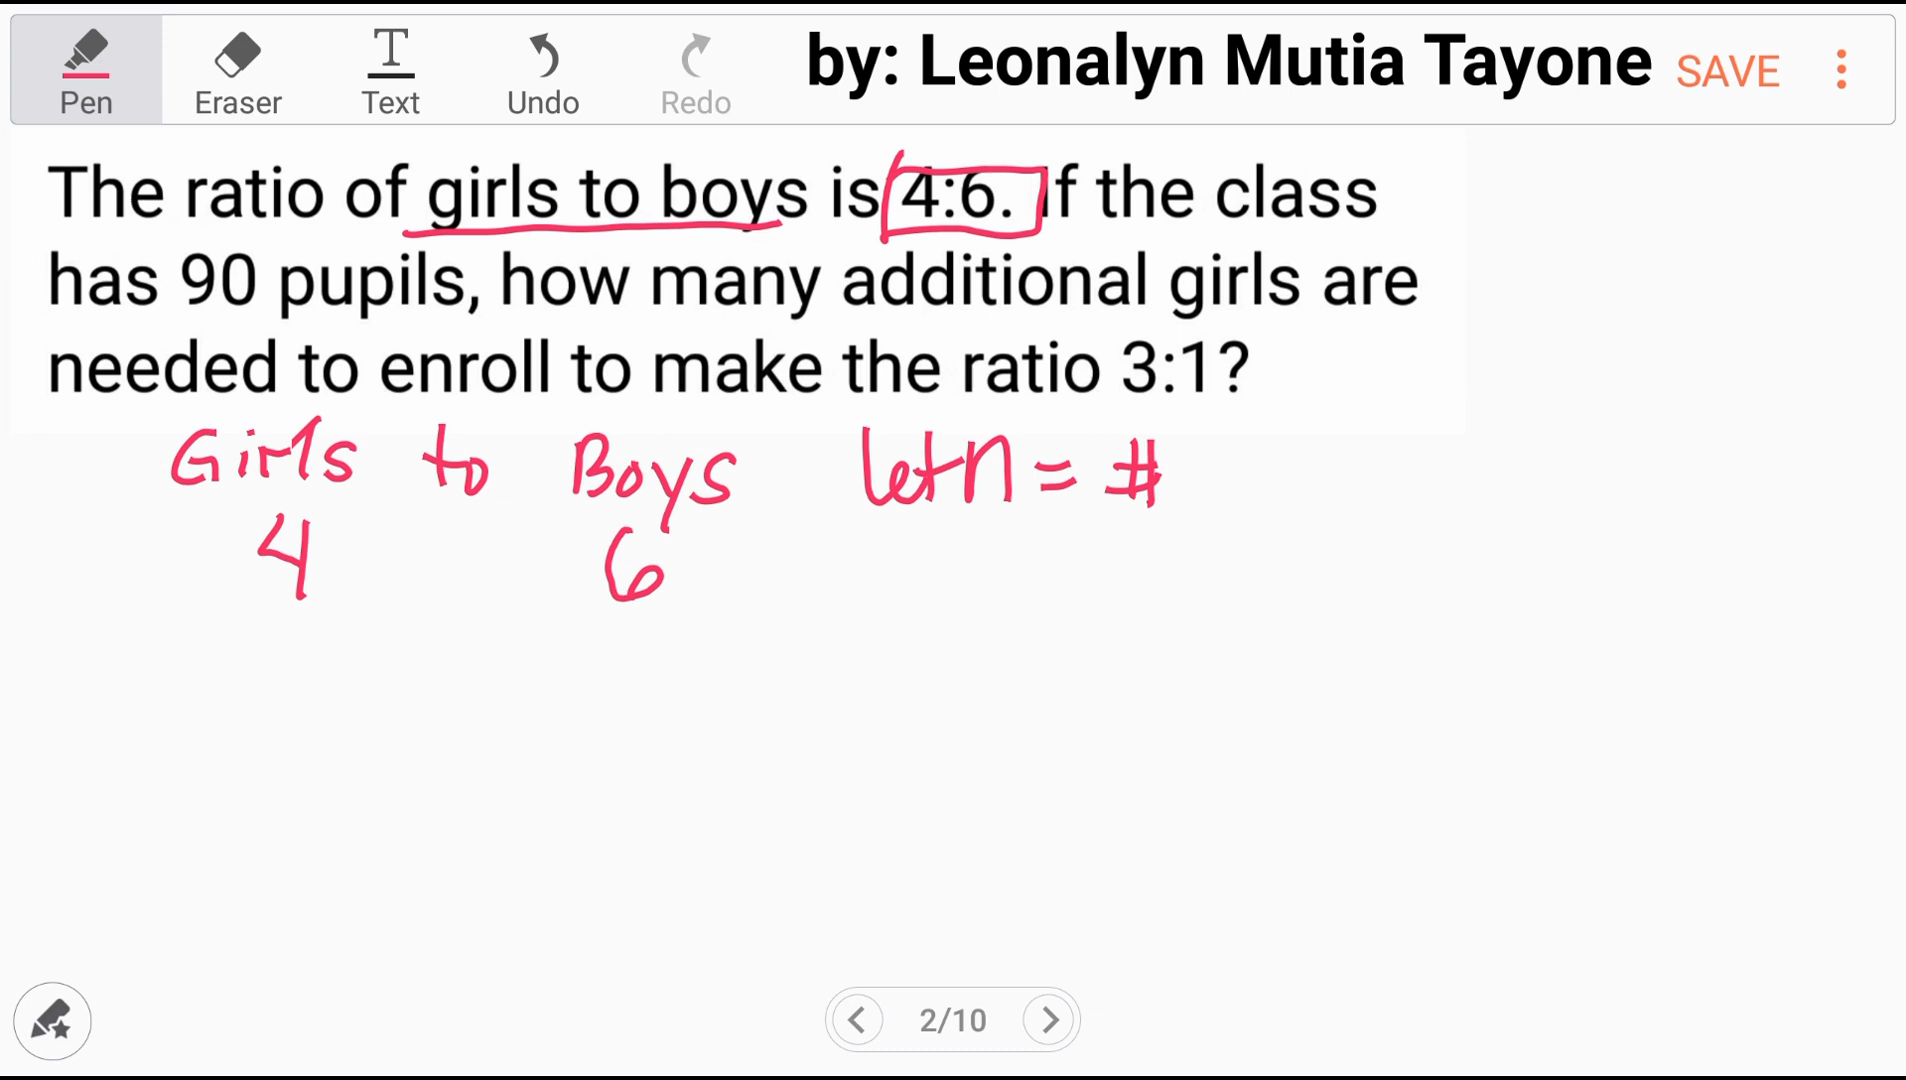 Pen
Eraser
T
Text
Undo
Redo
by: Leonalyn Mutia Tayone
SAVE
The ratio of girls to boys is 4:6. If the class
has 90 pupils, how many additional girls are
needed to enroll to make the ratio 3:1?
Girls to Boys let n = #
4 6
2/10